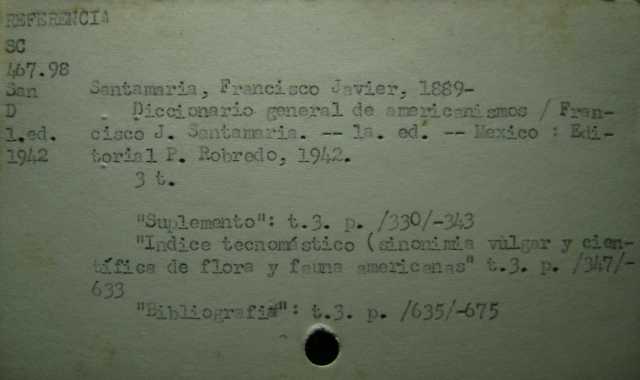 REFERENCIA
SC
467.98
San Santamaria, Francisco Javier, 1889-
D Diccionario general de americanismos / Fran-
1.ed. cisco J. Santamaria. -- 1a. ed. -- Mexico : Edi-
1942 torial P. Robredo, 1942.
3 t.
"Suplemento": t.3. p. /330/-343
"Indice tecnomástico (sinonimia vulgar y cien-
tífica de flora y fauna americanas" t.3. p. /347/-
633
"Bibliografia": t.3. p. /635/-675